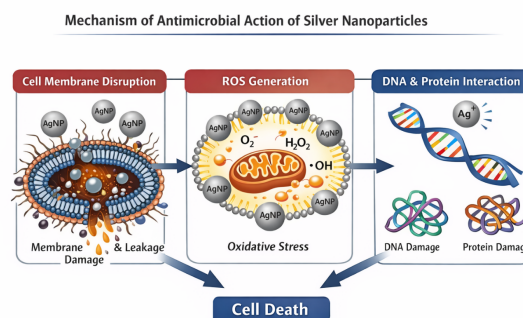 Mechanism of Antimicrobial Action of Silver Nanoparticles
Cell Membrane Disruption
AgNP
AgNP
AgNP
Membrane & Leakage
Damage
ROS Generation
AgNP
AgNP
AgNP
AgNP
O₂⁻
H₂O₂
•OH
AgNP
AgNP
AgNP
Oxidative Stress
DNA & Protein Interaction
Ag⁺
DNA Damage
Protein Damag
Cell Death